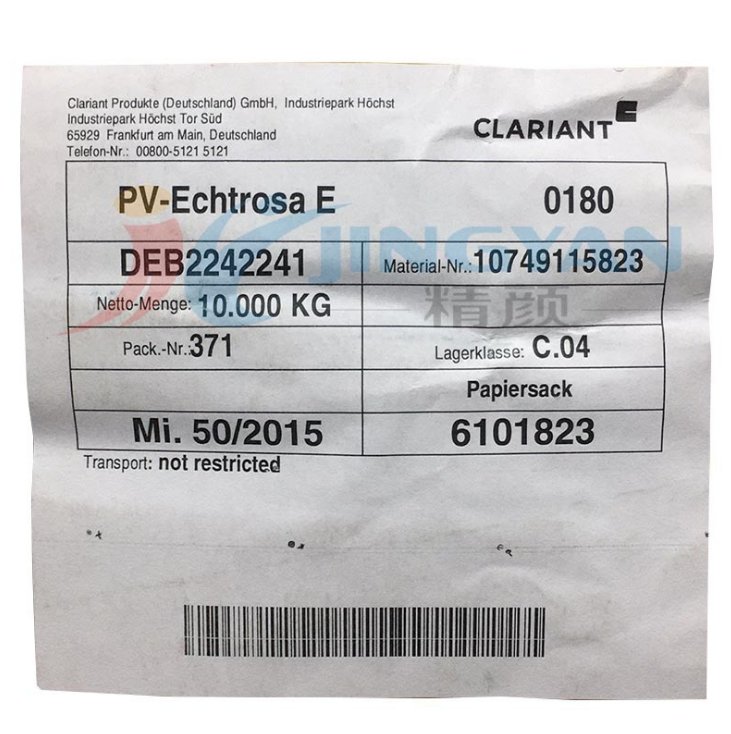 Clariant Produkte (Deutschland) GmbH, Industriepark Höchst
Industriepark Höchst Tor Süd
65929 Frankfurt am Main, Deutschland
Telefon-Nr.: 00800-5121 5121
CLARIANT
PV-Echtrosa E 0180
DEB2242241 Material-Nr.: 10749115823
Netto-Menge: 10.000 KG
Pack.-Nr.: 371 Lagerklasse: C.04
Papiersack
Mi. 50/2015 6101823
Transport: not restricted
JINGYAN
精颜